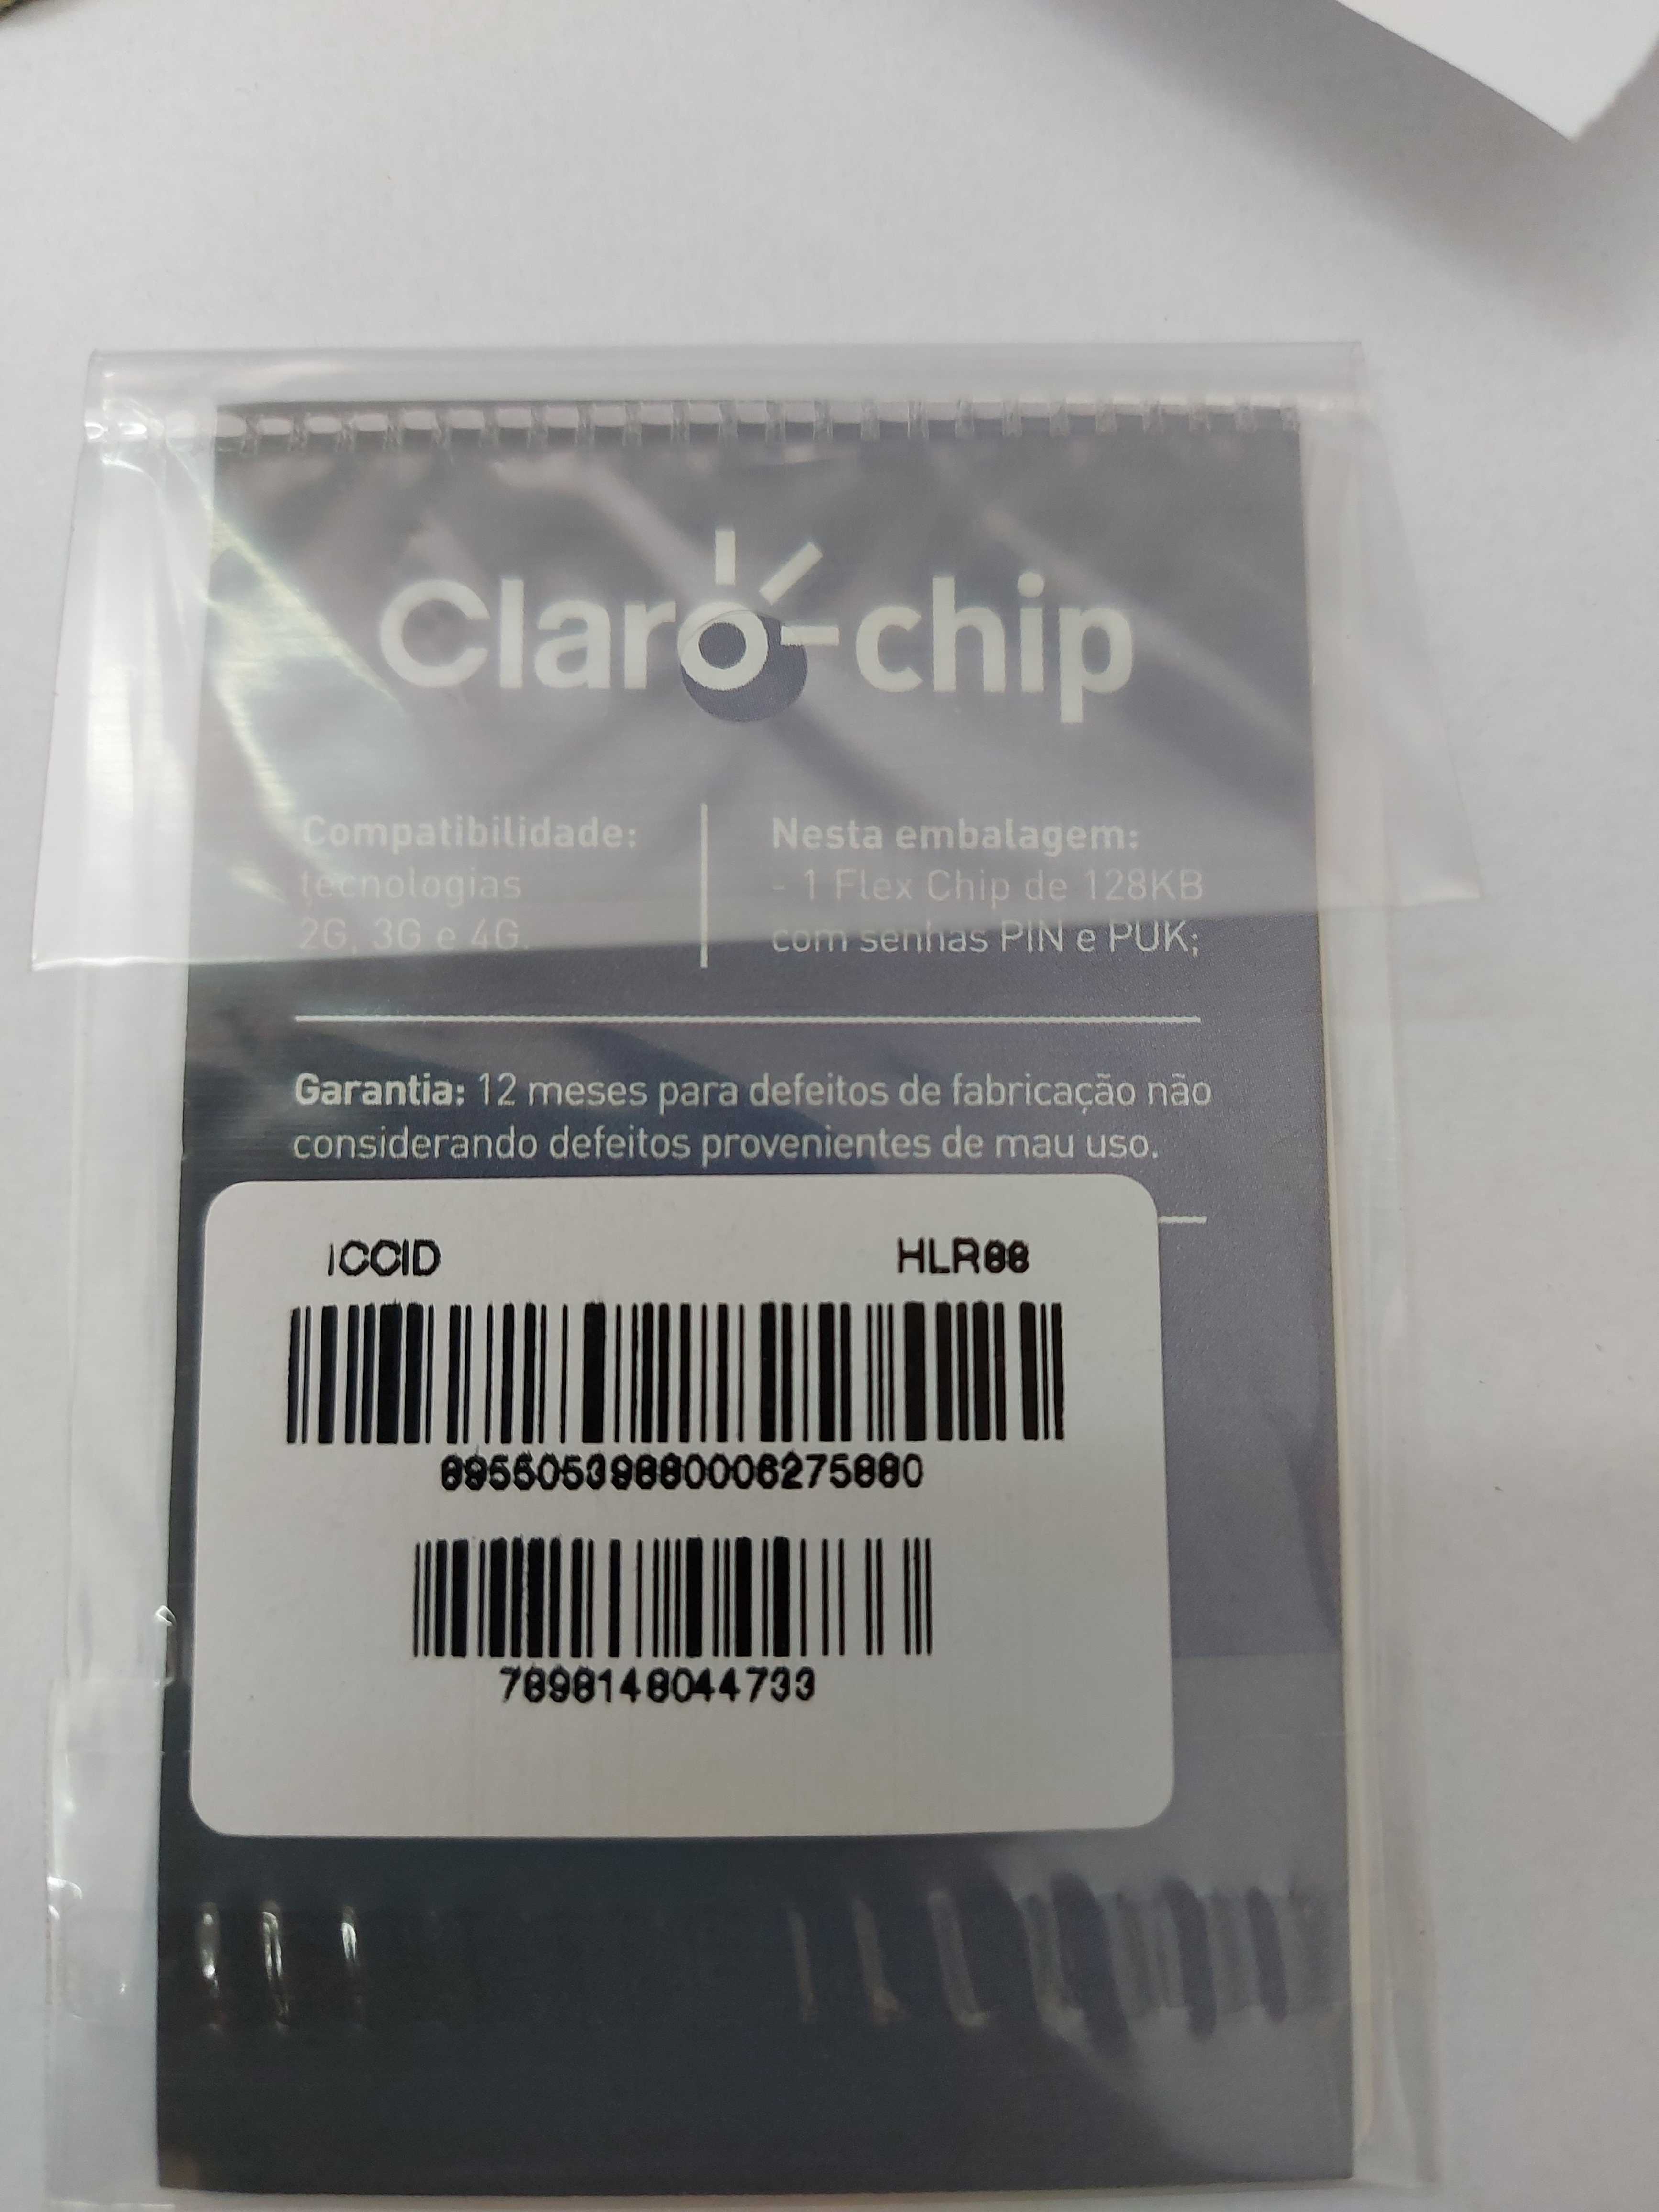 Claro-chip
Compatibilidade:
tecnologias
2G, 3G e 4G.
Nesta embalagem:
- 1 Flex Chip de 128KB
com senhas PIN e PUK;
Garantia: 12 meses para defeitos de fabricação não
considerando defeitos provenientes de mau uso.
ICCID HLR88
89550539880006275880
7898148044733